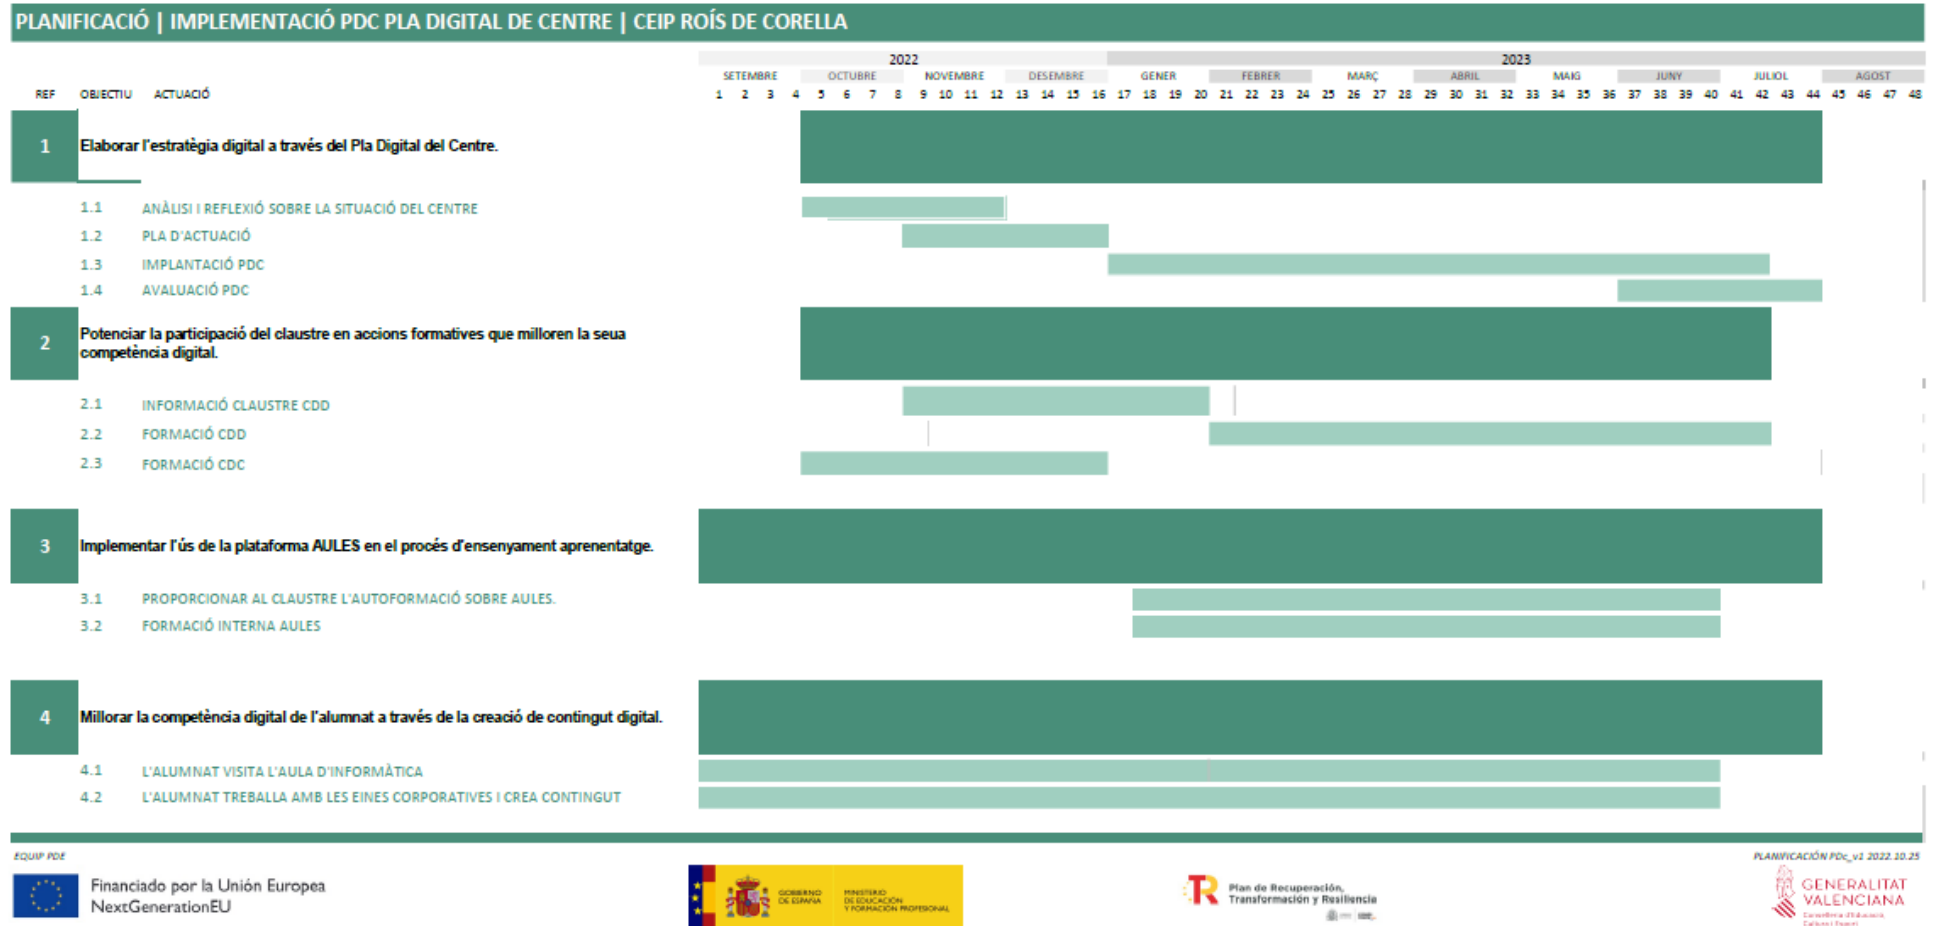 PLANIFICACIÓ | IMPLEMENTACIÓ PDC PLA DIGITAL DE CENTRE | CEIP ROÍS DE CORELLA
2022 2023
SETEMBRE OCTUBRE NOVEMBRE DESEMBRE GENER FEBRER MARÇ ABRIL MAIG JUNY JULIOL AGOST
REF OBJECTIU ACTUACIÓ 1 2 3 4 5 6 7 8 9 10 11 12 13 14 15 16 17 18 19 20 21 22 23 24 25 26 27 28 29 30 31 32 33 34 35 36 37 38 39 40 41 42 43 44 45 46 47 48
1 Elaborar l'estratègia digital a través del Pla Digital del Centre.
1.1 ANÀLISI I REFLEXIÓ SOBRE LA SITUACIÓ DEL CENTRE
1.2 PLA D'ACTUACIÓ
1.3 IMPLANTACIÓ PDC
1.4 AVALUACIÓ PDC
2 Potenciar la participació del claustre en accions formatives que milloren la seua
competència digital.
2.1 INFORMACIÓ CLAUSTRE CDD
2.2 FORMACIÓ CDD
2.3 FORMACIÓ CDC
3 Implementar l'ús de la plataforma AULES en el procés d'ensenyament aprenentatge.
3.1 PROPORCIONAR AL CLAUSTRE L'AUTOFORMACIÓ SOBRE AULES.
3.2 FORMACIÓ INTERNA AULES
4 Millorar la competència digital de l'alumnat a través de la creació de contingut digital.
4.1 L'ALUMNAT VISITA L'AULA D'INFORMÀTICA
4.2 L'ALUMNAT TREBALLA AMB LES EINES CORPORATIVES I CREA CONTINGUT
EQUIP PDE
PLANIFICACIÓN PDc_v1 2022.10.25
Financiado por la Unión Europea
NextGenerationEU
GOBIERNO
DE ESPAÑA
MINISTERIO
DE EDUCACIÓN
Y FORMACIÓN PROFESIONAL
Plan de Recuperación,
Transformación y Resiliencia
GENERALITAT
VALENCIANA
Conselleria d'Educació,
Cultura i Esport